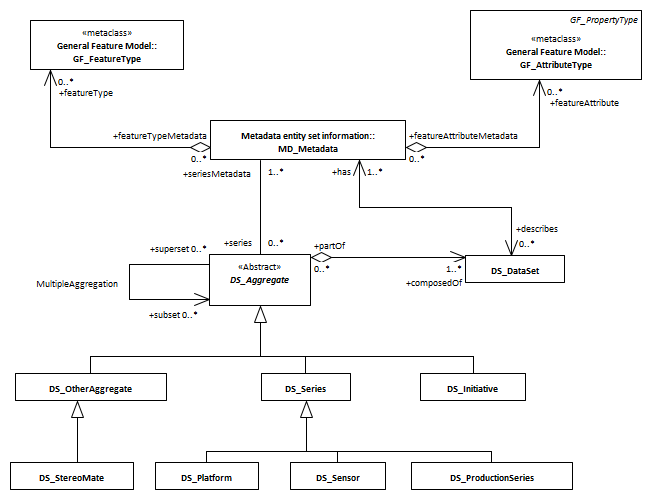 «metaclass»
General Feature Model::
GF_FeatureType
GF_PropertyType
«metaclass»
General Feature Model::
GF_AttributeType
0..*
+featureType
0..*
+featureAttribute
+featureTypeMetadata
0..*
Metadata entity set information::
MD_Metadata
+featureAttributeMetadata
0..*
+seriesMetadata
1..*
+has
1..*
+describes
0..*
+series
0..*
+superset 0..*
MultipleAggregation
+subset 0..*
«Abstract»
DS_Aggregate
+partOf
0..*
1..*
+composedOf
DS_DataSet
DS_OtherAggregate
DS_Series
DS_Initiative
DS_StereoMate
DS_Platform
DS_Sensor
DS_ProductionSeries